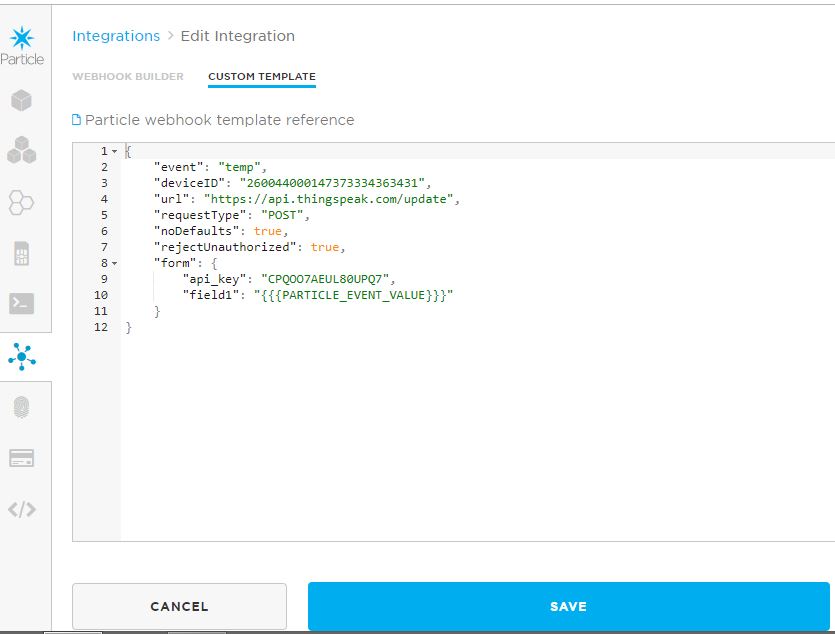 Particle
Integrations > Edit Integration
WEBHOOK BUILDER CUSTOM TEMPLATE
Particle webhook template reference
1 {
2 "event": "temp",
3 "deviceID": "260044000147373334363431",
4 "url": "https://api.thingspeak.com/update",
5 "requestType": "POST",
6 "noDefaults": true,
7 "rejectUnauthorized": true,
8 "form": {
9 "api_key": "CPQOO7AEUL80UPQ7",
10 "field1": "{{{PARTICLE_EVENT_VALUE}}}"
11 }
12 }
CANCEL SAVE